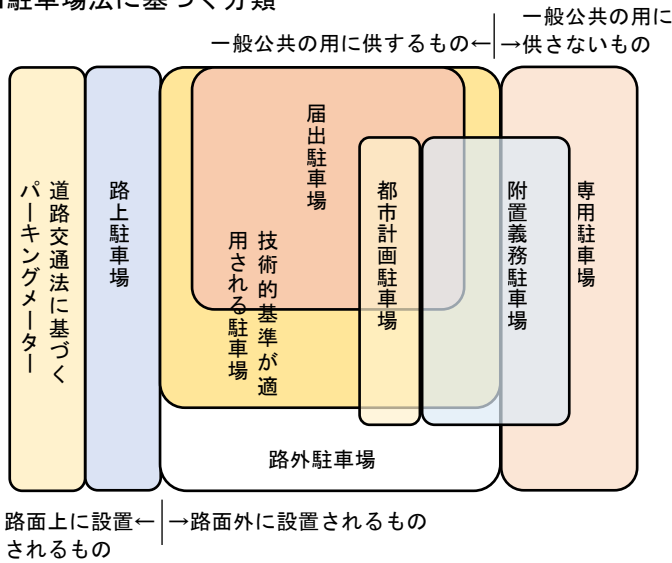 駐車場法に基づく分類
一般公共の用に供するもの←
→
一般公共の用に
供さないもの
道路交通法に基づく
パーキングメーター
路上駐車場
届出駐車場
技術的基準が適
用される駐車場
都市計画駐車場
附置義務駐車場
専用駐車場
路外駐車場
路面上に設置←
されるもの
→路面外に設置されるもの